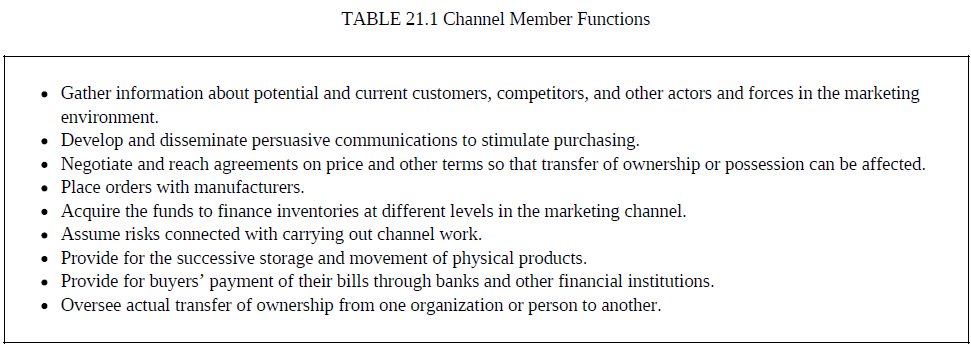 TABLE 21.1 Channel Member Functions
• Gather information about potential and current customers, competitors, and other actors and forces in the marketing
environment.
• Develop and disseminate persuasive communications to stimulate purchasing.
• Negotiate and reach agreements on price and other terms so that transfer of ownership or possession can be affected.
• Place orders with manufacturers.
• Acquire the funds to finance inventories at different levels in the marketing channel.
• Assume risks connected with carrying out channel work.
• Provide for the successive storage and movement of physical products.
• Provide for buyers’ payment of their bills through banks and other financial institutions.
• Oversee actual transfer of ownership from one organization or person to another.